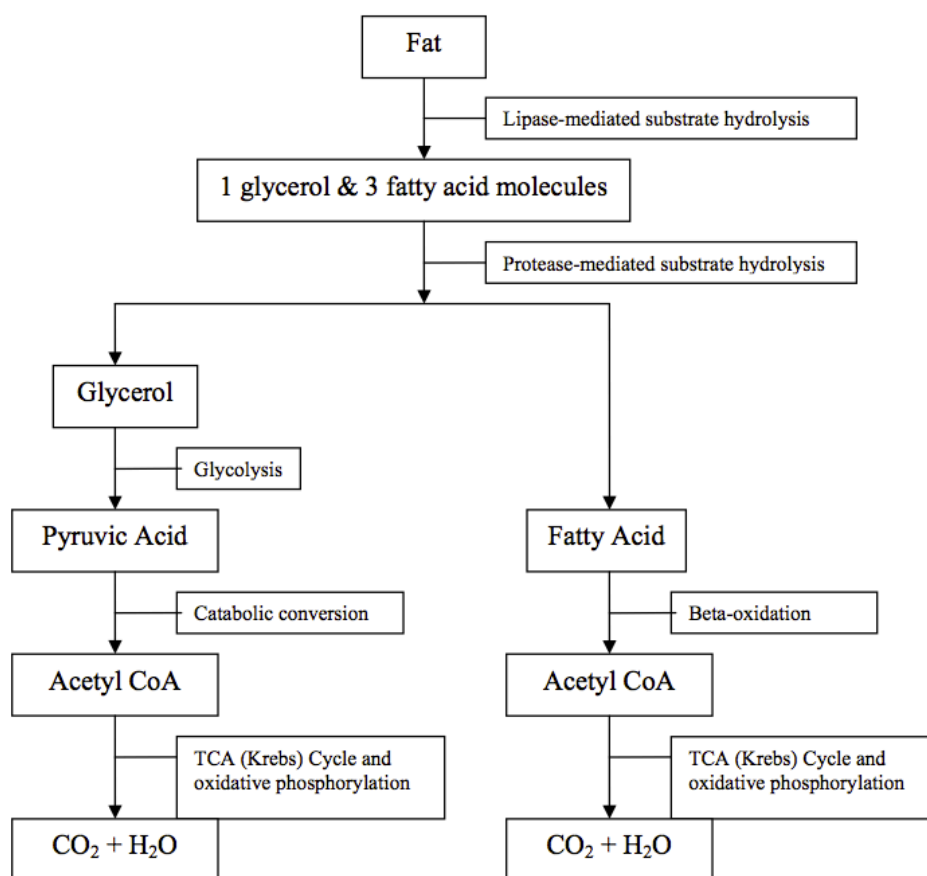 Fat
Lipase-mediated substrate hydrolysis
1 glycerol & 3 fatty acid molecules
Protease-mediated substrate hydrolysis
Glycerol
Glycolysis
Pyruvic Acid
Fatty Acid
Catabolic conversion
Beta-oxidation
Acetyl CoA
Acetyl CoA
TCA (Krebs) Cycle and
oxidative phosphorylation
TCA (Krebs) Cycle and
oxidative phosphorylation
CO₂ + H₂O
CO₂ + H₂O